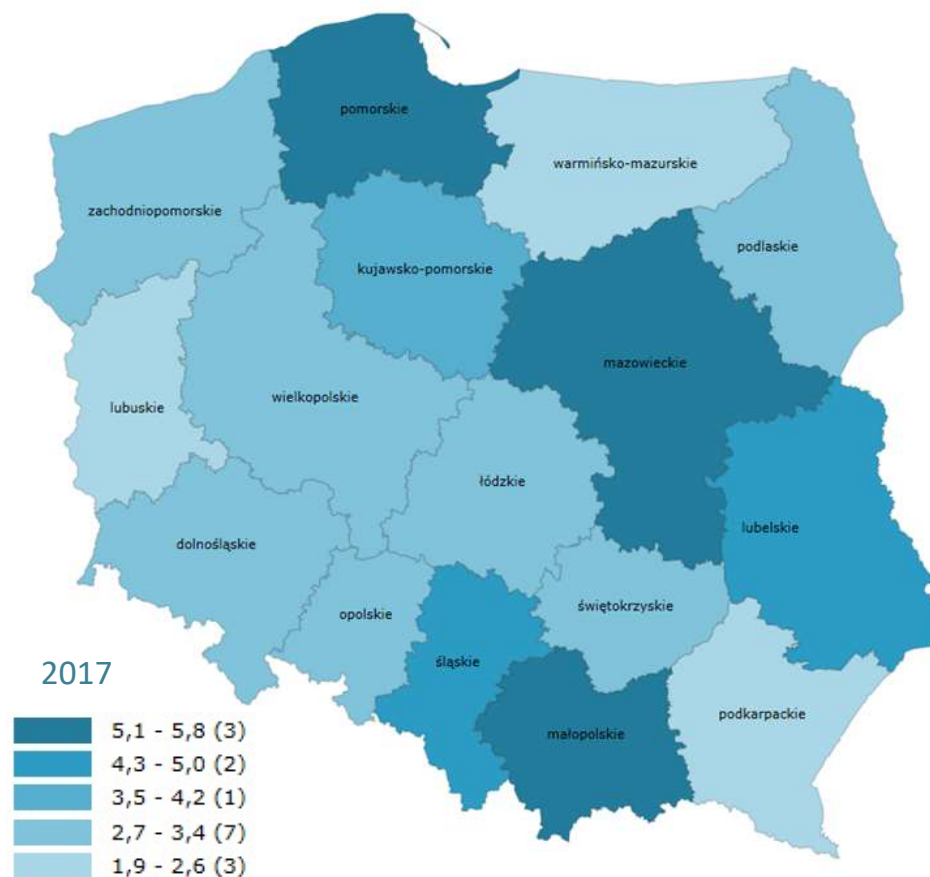 pomorskie
warmińsko-mazurskie
zachodniopomorskie
podlaskie
kujawsko-pomorskie
mazowieckie
wielkopolskie
lubuskie
łódzkie
lubelskie
dolnośląskie
świętokrzyskie
opolskie
śląskie
podkarpackie
małopolskie
2017
5,1 - 5,8 (3)
4,3 - 5,0 (2)
3,5 - 4,2 (1)
2,7 - 3,4 (7)
1,9 - 2,6 (3)